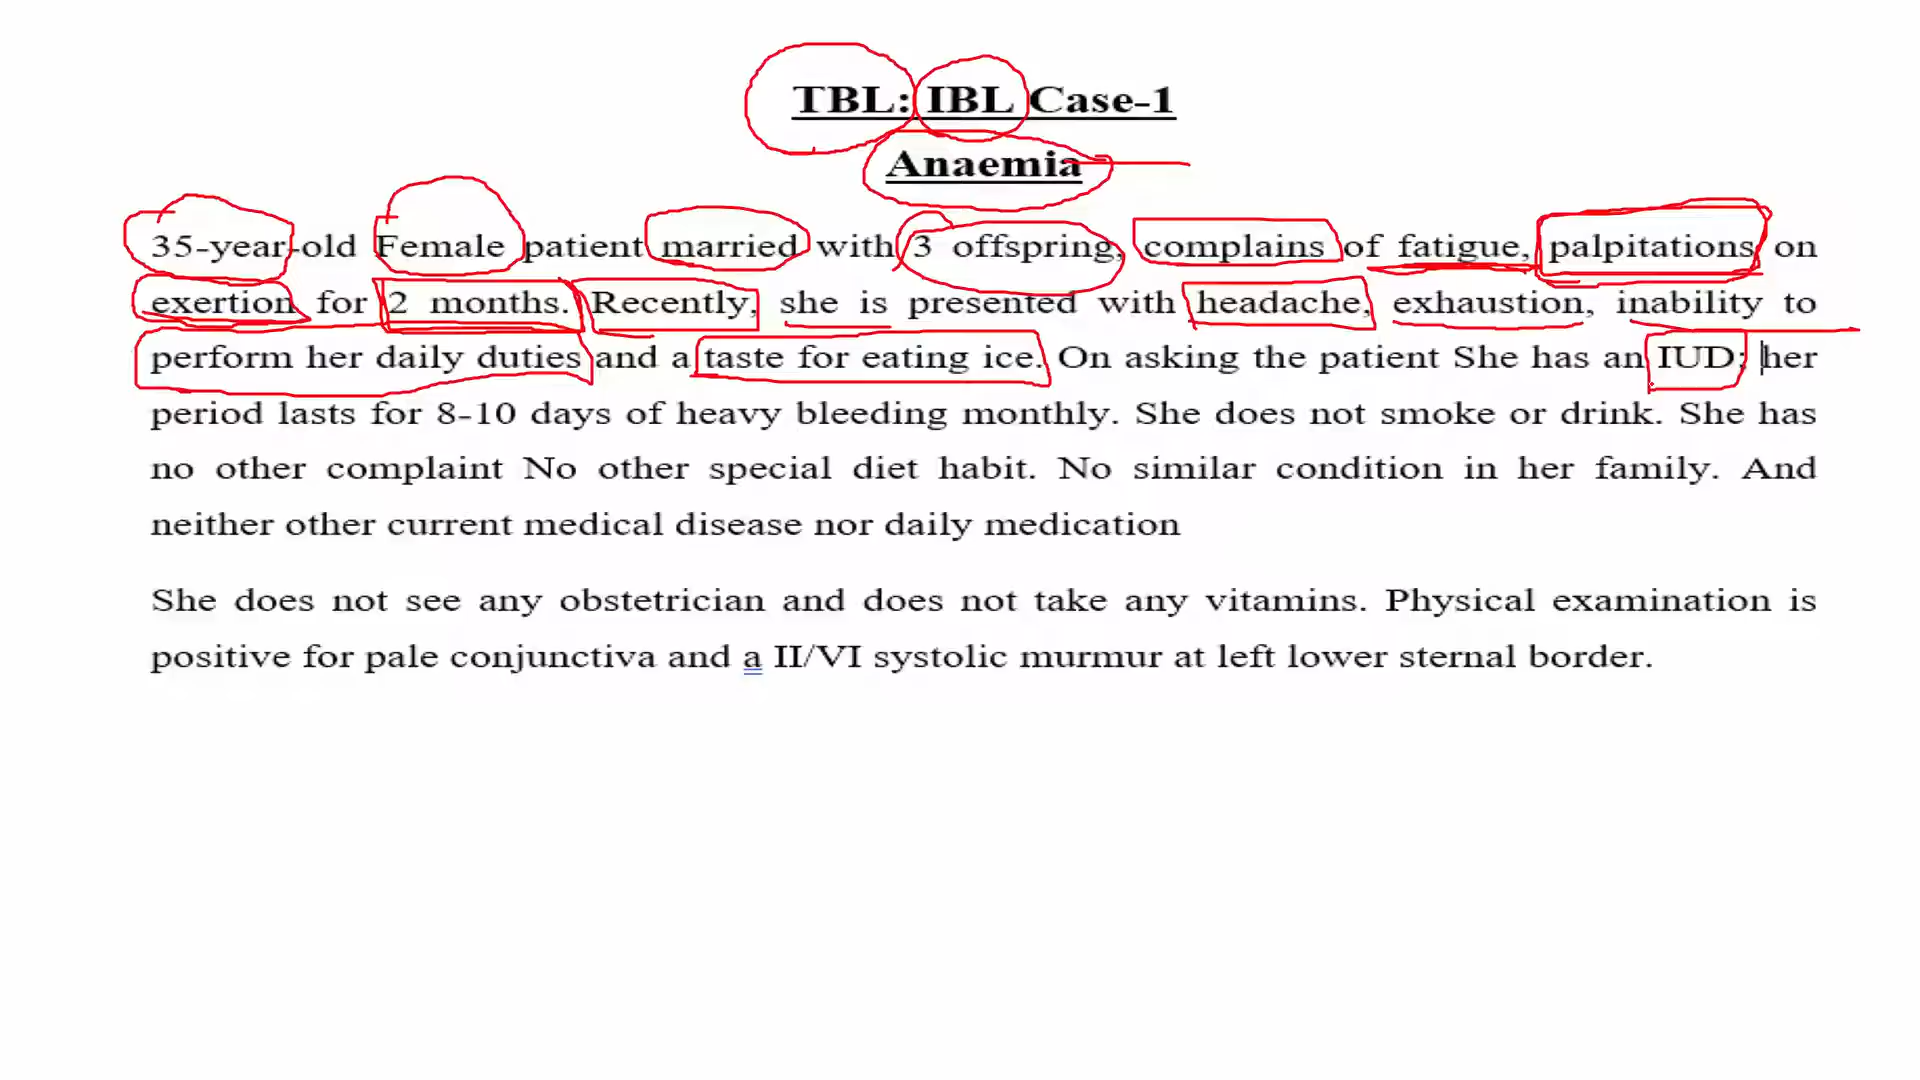 TBL: IBL Case-1
Anaemia
35-year-old Female patient married with 3 offspring, complains of fatigue, palpitations on
exertion for 2 months. Recently, she is presented with headache, exhaustion, inability to
perform her daily duties and a taste for eating ice. On asking the patient She has an IUD; her
period lasts for 8-10 days of heavy bleeding monthly. She does not smoke or drink. She has
no other complaint No other special diet habit. No similar condition in her family. And
neither other current medical disease nor daily medication
She does not see any obstetrician and does not take any vitamins. Physical examination is
positive for pale conjunctiva and a II/VI systolic murmur at left lower sternal border.